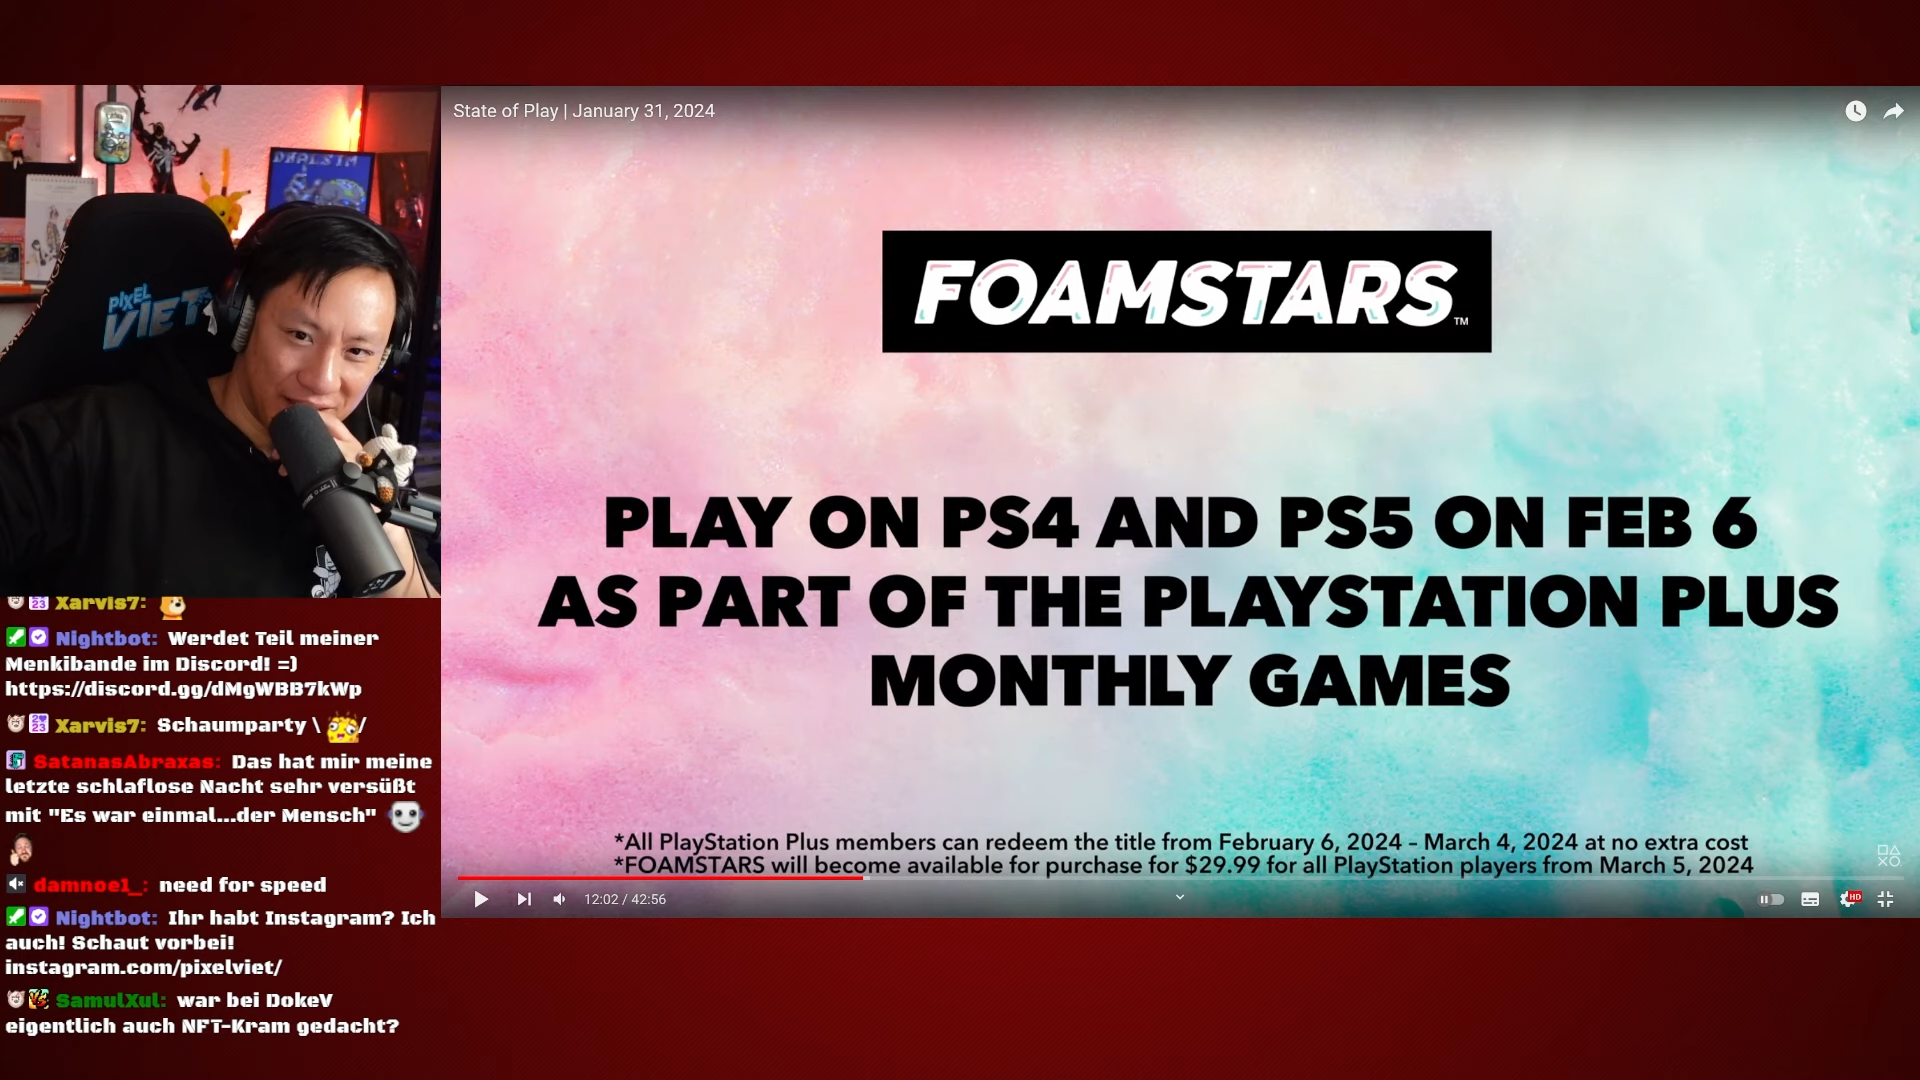 State of Play | January 31, 2024
PIXEL
VIET
FOAMSTARS™
PLAY ON PS4 AND PS5 ON FEB 6
AS PART OF THE PLAYSTATION PLUS
MONTHLY GAMES
*All PlayStation Plus members can redeem the title from February 6, 2024 – March 4, 2024 at no extra cost
*FOAMSTARS will become available for purchase for $29.99 for all PlayStation players from March 5, 2024
12:02 / 42:56
HD
Xarvis7:
Nightbot: Werdet Teil meiner
Menkibande im Discord! =)
https://discord.gg/dMgWBB7kWp
Xarvis7: Schaumparty \ /
SatanasAbraxas: Das hat mir meine
letzte schlaflose Nacht sehr versüßt
mit "Es war einmal...der Mensch"
damnoe1_: need for speed
Nightbot: Ihr habt Instagram? Ich
auch! Schaut vorbei!
instagram.com/pixelviet/
SamulXul: war bei DokeV
eigentlich auch NFT-Kram gedacht?